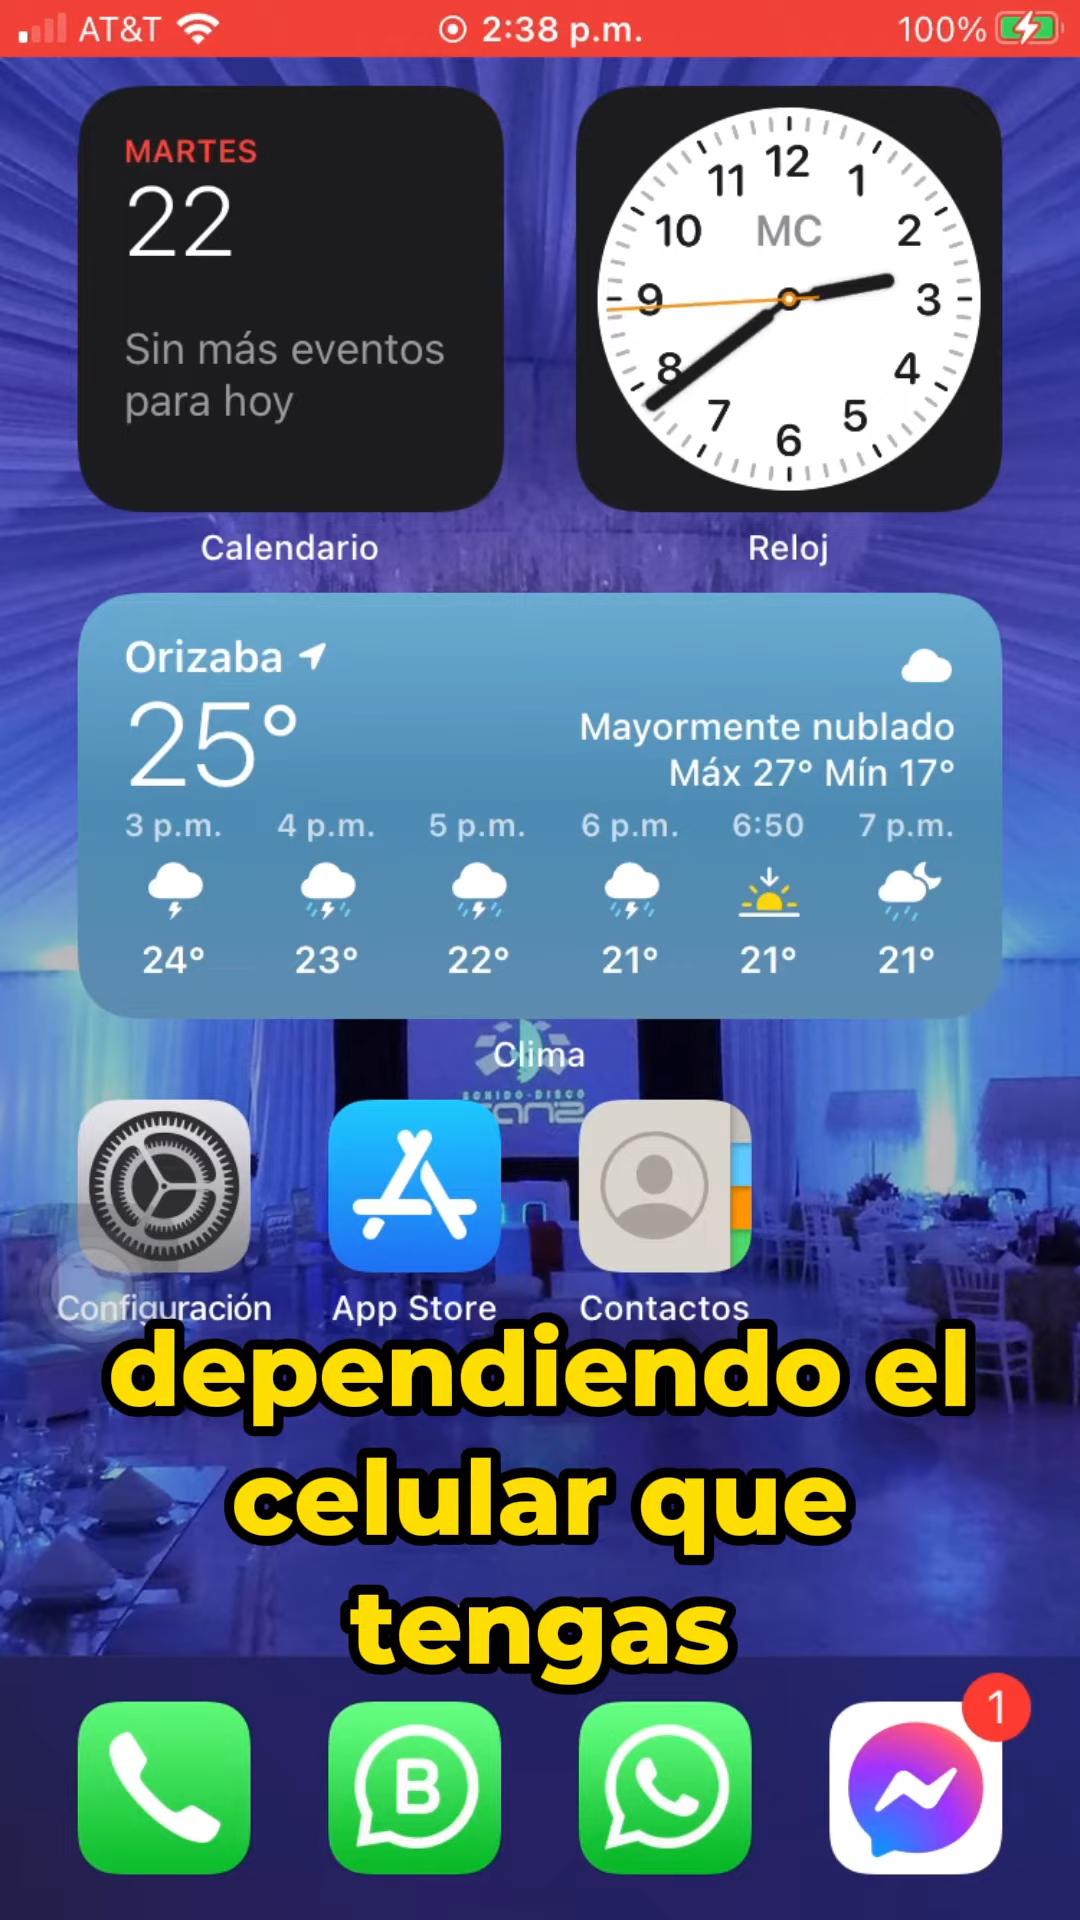 AT&T 2:38 p.m. 100%
MARTES
22
Sin más eventos
para hoy
12
11 1
10 MC 2
9 3
8 4
7 5
6
Calendario Reloj
Orizaba
25°
Mayormente nublado
Máx 27° Mín 17°
3 p.m. 4 p.m. 5 p.m. 6 p.m. 6:50 7 p.m.
24° 23° 22° 21° 21° 21°
Clima
SONIDO-DISCO
Configuración App Store Contactos
dependiendo el
celular que
tengas
B
1